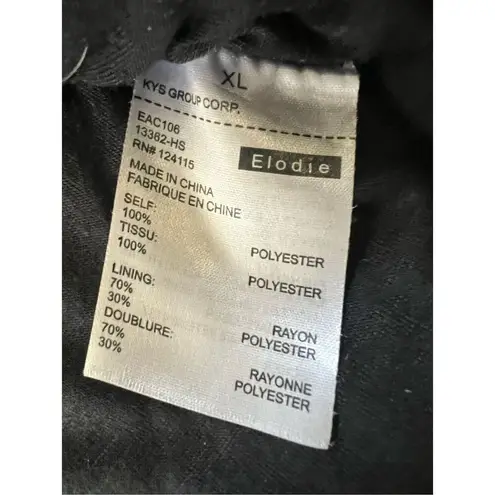 XL
KYS GROUP CORP.
EAC106
13362-HS
RN# 124115
Elodie
MADE IN CHINA
FABRIQUE EN CHINE
SELF:
100% POLYESTER
TISSU:
100% POLYESTER
LINING:
70% RAYON
30% POLYESTER
DOUBLURE:
70% RAYONNE
30% POLYESTER